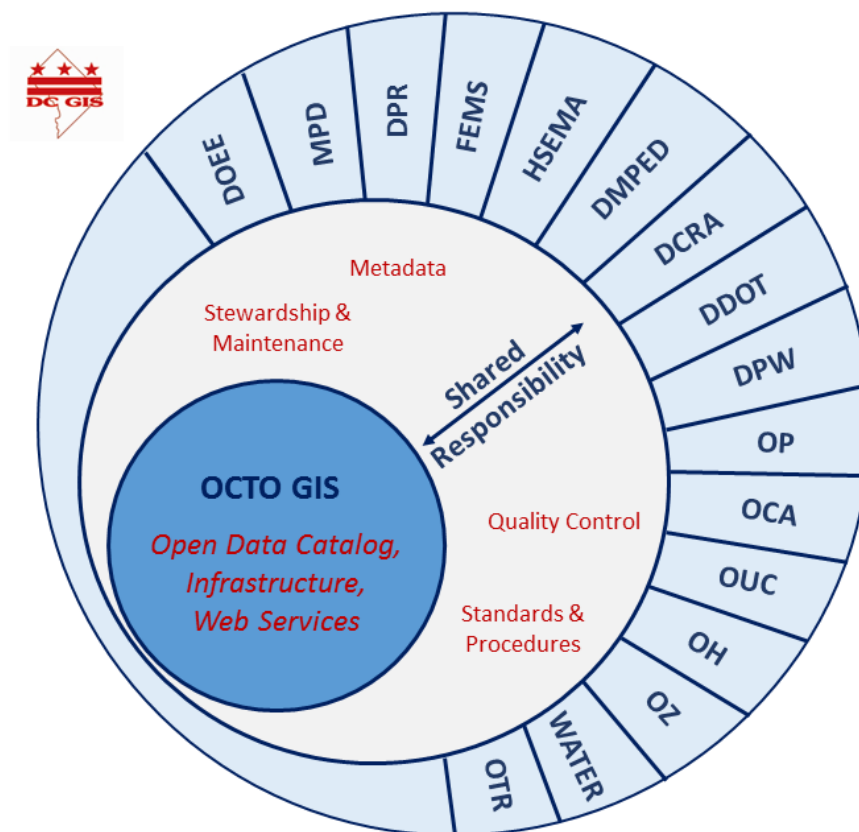 DC GIS
DOEE
MPD
DPR
FEMS
HSEMA
DMPED
DCRA
DDOT
DPW
OP
OCA
OUC
OH
OZ
WATER
OTR
Metadata
Stewardship &
Maintenance
Shared
Responsibility
OCTO GIS
Open Data Catalog,
Infrastructure,
Web Services
Quality Control
Standards &
Procedures